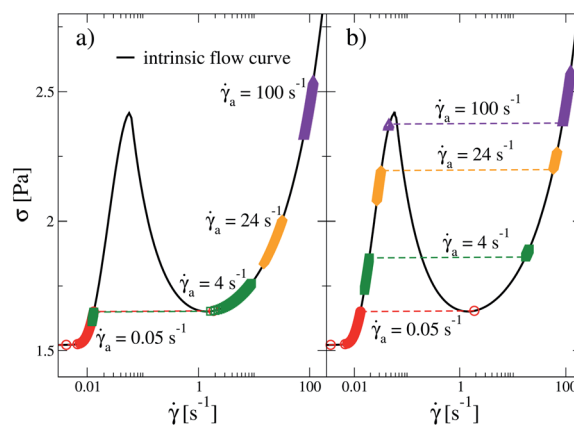 a)
intrinsic flow curve
γ̇ₐ = 100 s⁻¹
γ̇ₐ = 24 s⁻¹
γ̇ₐ = 4 s⁻¹
γ̇ₐ = 0.05 s⁻¹
σ [Pa]
2.5
2
1.5
0.01
1
100
γ̇ [s⁻¹]
b)
γ̇ₐ = 100 s⁻¹
γ̇ₐ = 24 s⁻¹
γ̇ₐ = 4 s⁻¹
γ̇ₐ = 0.05 s⁻¹
0.01
1
100
γ̇ [s⁻¹]